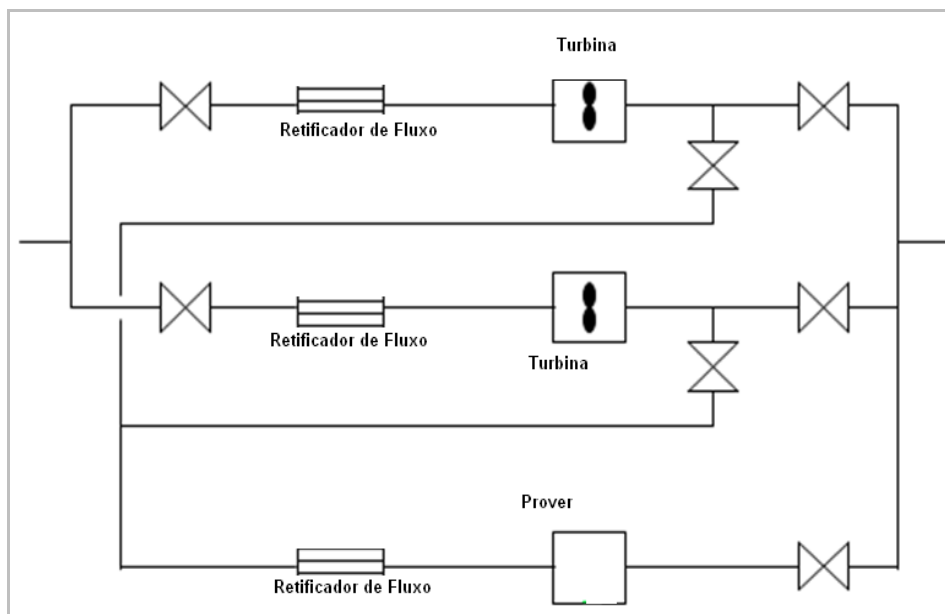 Turbina
Retificador de Fluxo
Retificador de Fluxo
Turbina
Prover
Retificador de Fluxo